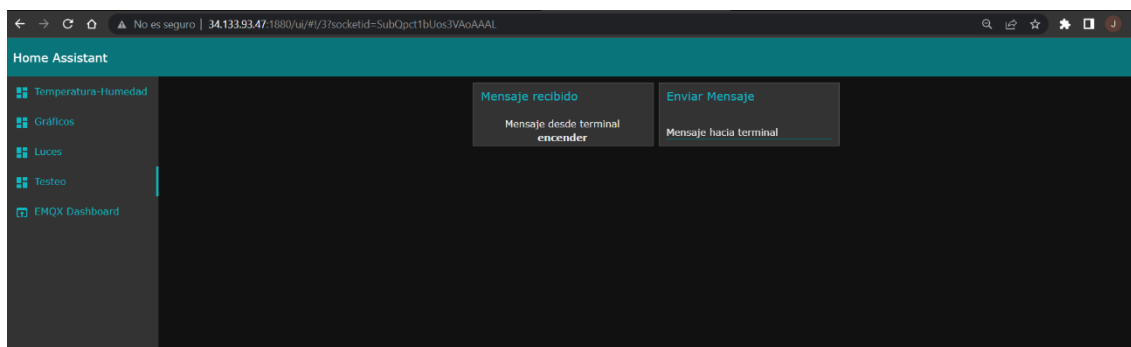 No es seguro | 34.133.93.47:1880/ui/#!/3?socketid=SubQpct1bUos3VAoAAAL
J
Home Assistant
Temperatura-Humedad
Gráficos
Luces
Testeo
EMQX Dashboard
Mensaje recibido
Mensaje desde terminal
encender
Enviar Mensaje
Mensaje hacia terminal